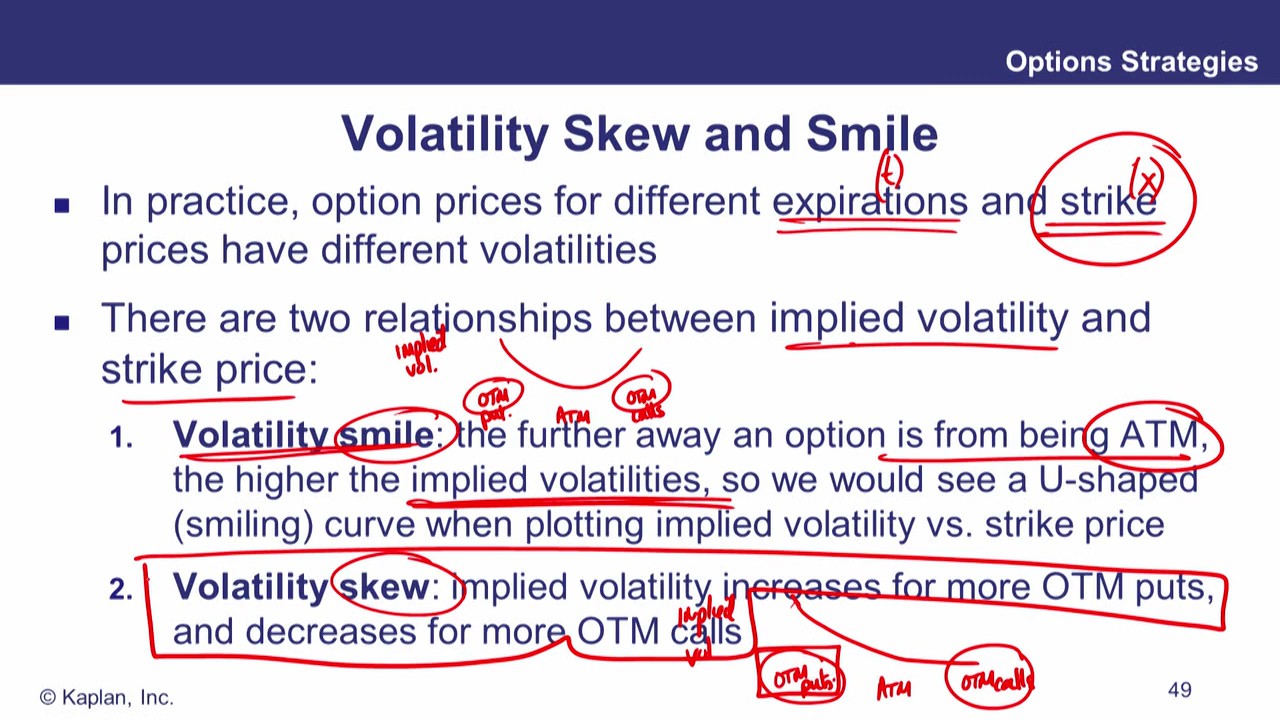 Options Strategies
Volatility Skew and Smile
(t)
(x)
■ In practice, option prices for different expirations and strike
prices have different volatilities
■ There are two relationships between implied volatility and
strike price:
implied
vol.
OTM
put.
ATM
OTM
calls
1. Volatility smile: the further away an option is from being ATM,
the higher the implied volatilities, so we would see a U-shaped
(smiling) curve when plotting implied volatility vs. strike price
2. Volatility skew: implied volatility increases for more OTM puts,
and decreases for more OTM calls
implied
vol
OTM
puts.
ATM
OTM calls
© Kaplan, Inc.
49